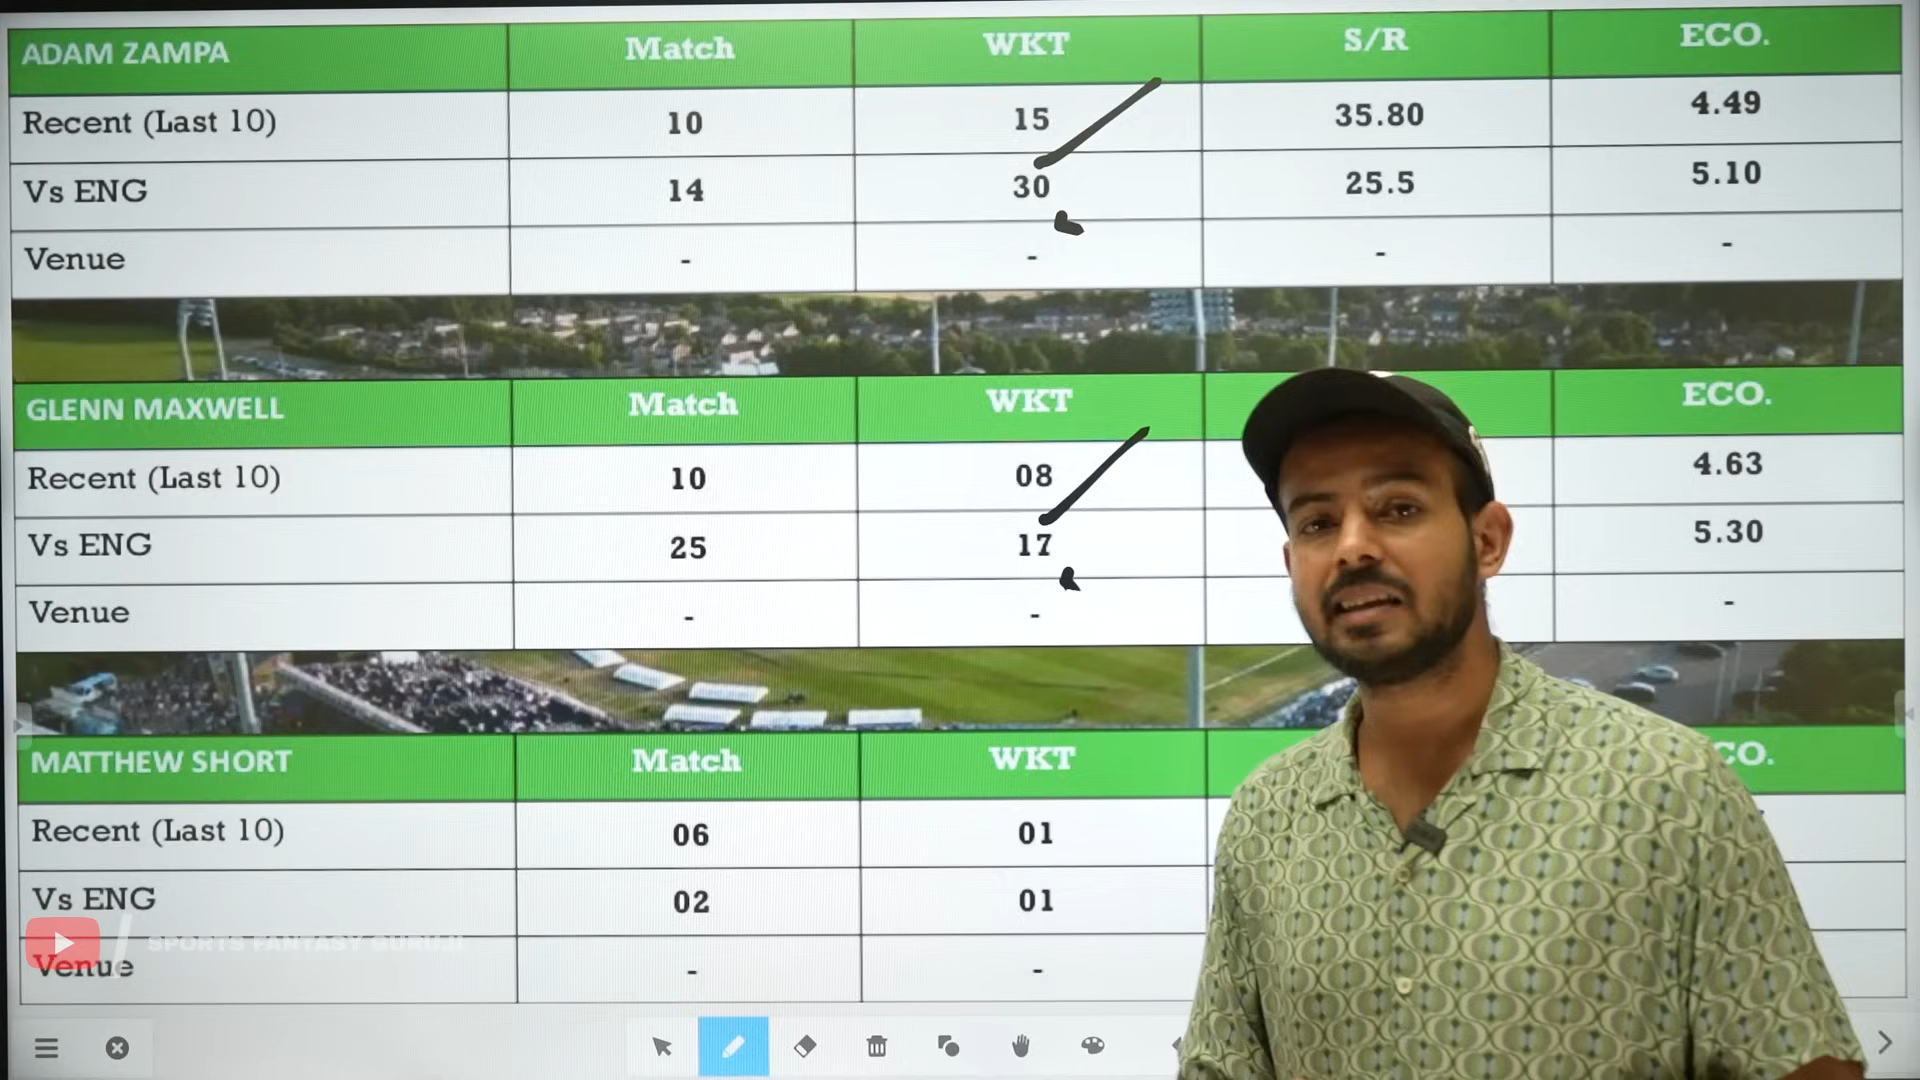 ADAM ZAMPA Match WKT S/R ECO.
Recent (Last 10) 10 15 35.80 4.49
Vs ENG 14 30 25.5 5.10
Venue - - - -
GLENN MAXWELL Match WKT ECO.
Recent (Last 10) 10 08 4.63
Vs ENG 25 17 5.30
Venue - - -
MATTHEW SHORT Match WKT CO.
Recent (Last 10) 06 01
Vs ENG 02 01
SPORTS FANTASY GURUJI
Venue - -